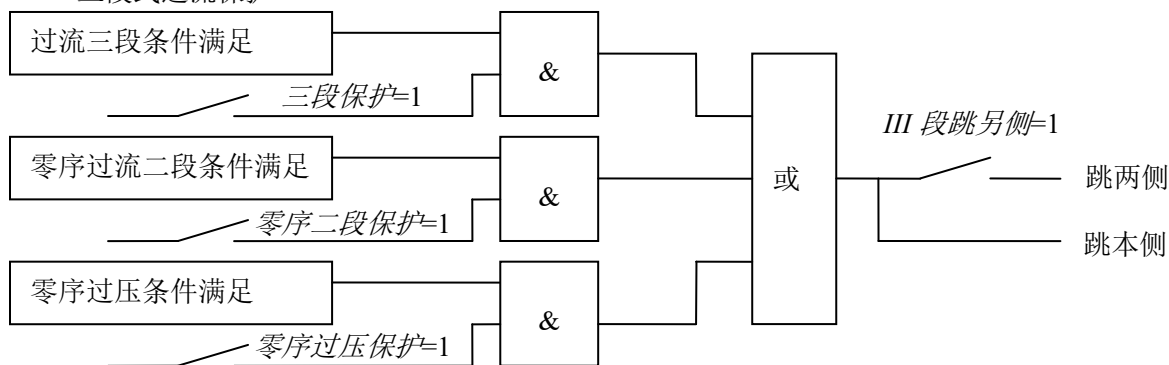 过流三段条件满足
&
三段保护=1
III 段跳另侧=1
零序过流二段条件满足
&
或
跳两侧
零序二段保护=1
跳本侧
零序过压条件满足
&
零序过压保护=1